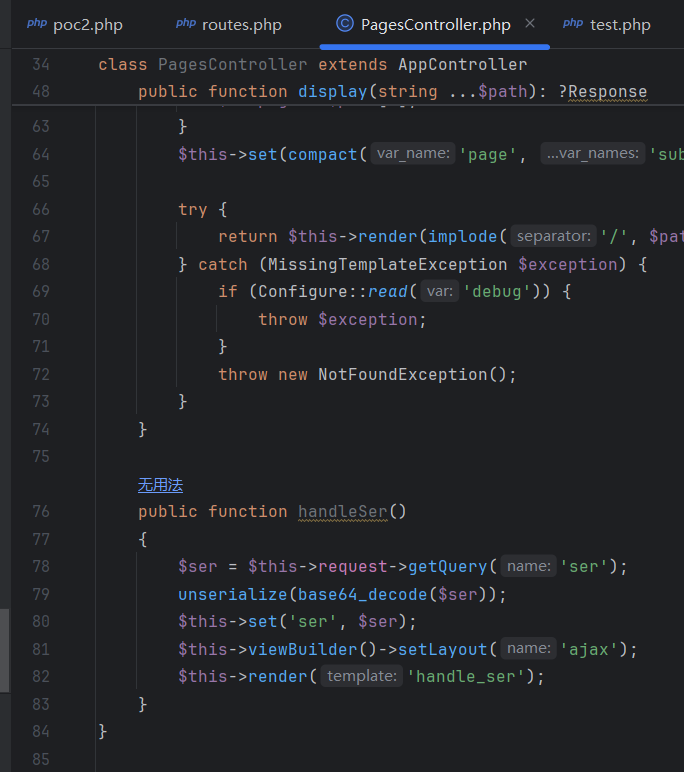 php poc2.php php routes.php © PagesController.php × php test.php
34 class PagesController extends AppController
48 public function display(string ...$path): ?Response
63 }
64 $this->set(compact( var_name: 'page', …var_names: 'sub
65
66 try {
67 return $this->render(implode( separator: '/', $pat
68 } catch (MissingTemplateException $exception) {
69 if (Configure::read( var: 'debug')) {
70 throw $exception;
71 }
72 throw new NotFoundException();
73 }
74 }
75
无用法
76 public function handleSer()
77 {
78 $ser = $this->request->getQuery( name: 'ser');
79 unserialize(base64_decode($ser));
80 $this->set('ser', $ser);
81 $this->viewBuilder()->setLayout( name: 'ajax');
82 $this->render( template: 'handle_ser');
83 }
84 }
85